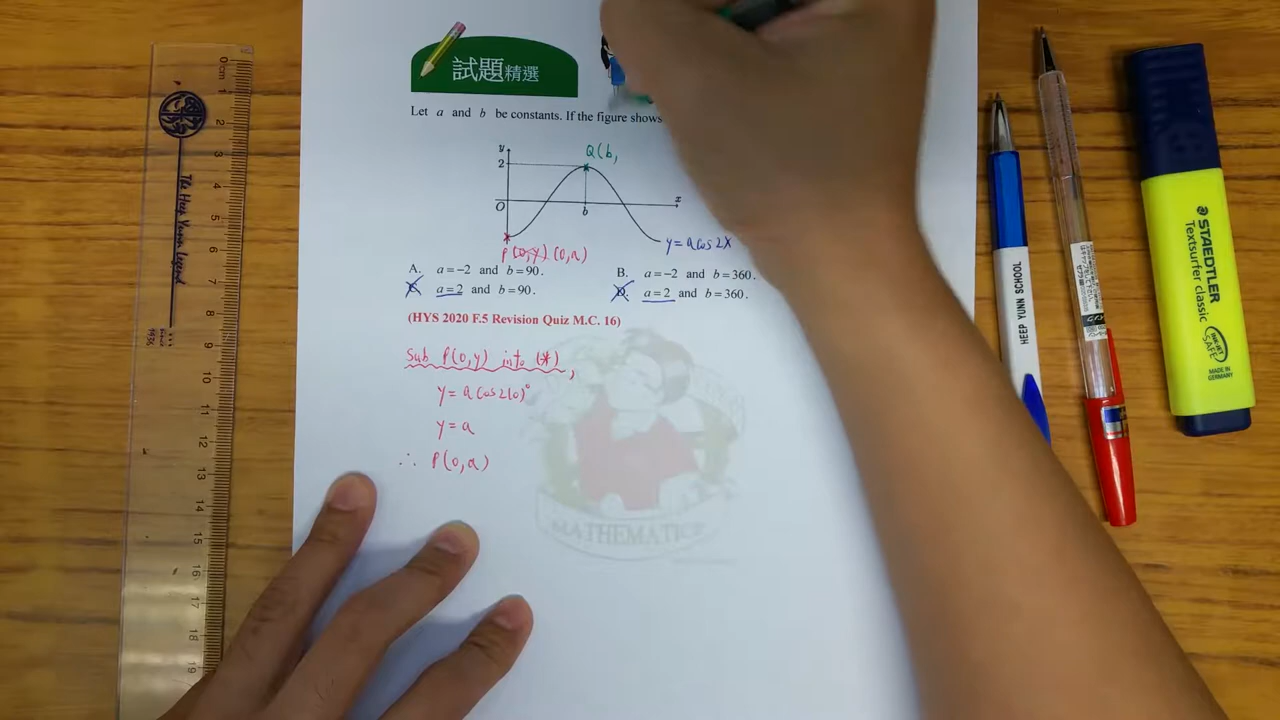 試題精選
Let a and b be constants. If the figure shows
y
2
Q(b,
O
b
x
y = a cos 2x
P(0,y) (0,a)
A. a=-2 and b=90.
B. a=-2 and b=360.
C. a=2 and b=90.
D. a=2 and b=360.
(HYS 2020 F.5 Revision Quiz M.C. 16)
Sub P(0,y) into (*),
y = a cos 2(0)°
y = a
∴ P(0,a)
MATHEMATICS
The Heep Yunn Legend
1936
0 cm 1 2 3 4 5 6 7 8 9 10 11 12 13 14 15 16 17 18 19
HEEP YUNN SCHOOL
STAEDTLER
Textsurfer classic
INK-JET SAFE
MADE IN GERMANY